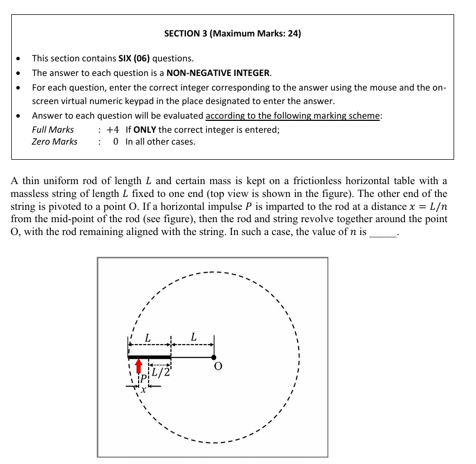 SECTION 3 (Maximum Marks: 24)
• This section contains SIX (06) questions.
• The answer to each question is a NON-NEGATIVE INTEGER.
• For each question, enter the correct integer corresponding to the answer using the mouse and the on-
screen virtual numeric keypad in the place designated to enter the answer.
• Answer to each question will be evaluated according to the following marking scheme:
Full Marks : +4 If ONLY the correct integer is entered;
Zero Marks : 0 In all other cases.
A thin uniform rod of length L and certain mass is kept on a frictionless horizontal table with a
massless string of length L fixed to one end (top view is shown in the figure). The other end of the
string is pivoted to a point O. If a horizontal impulse P is imparted to the rod at a distance x = L/n
from the mid-point of the rod (see figure), then the rod and string revolve together around the point
O, with the rod remaining aligned with the string. In such a case, the value of n is _____.
L L
O
P L/2
x